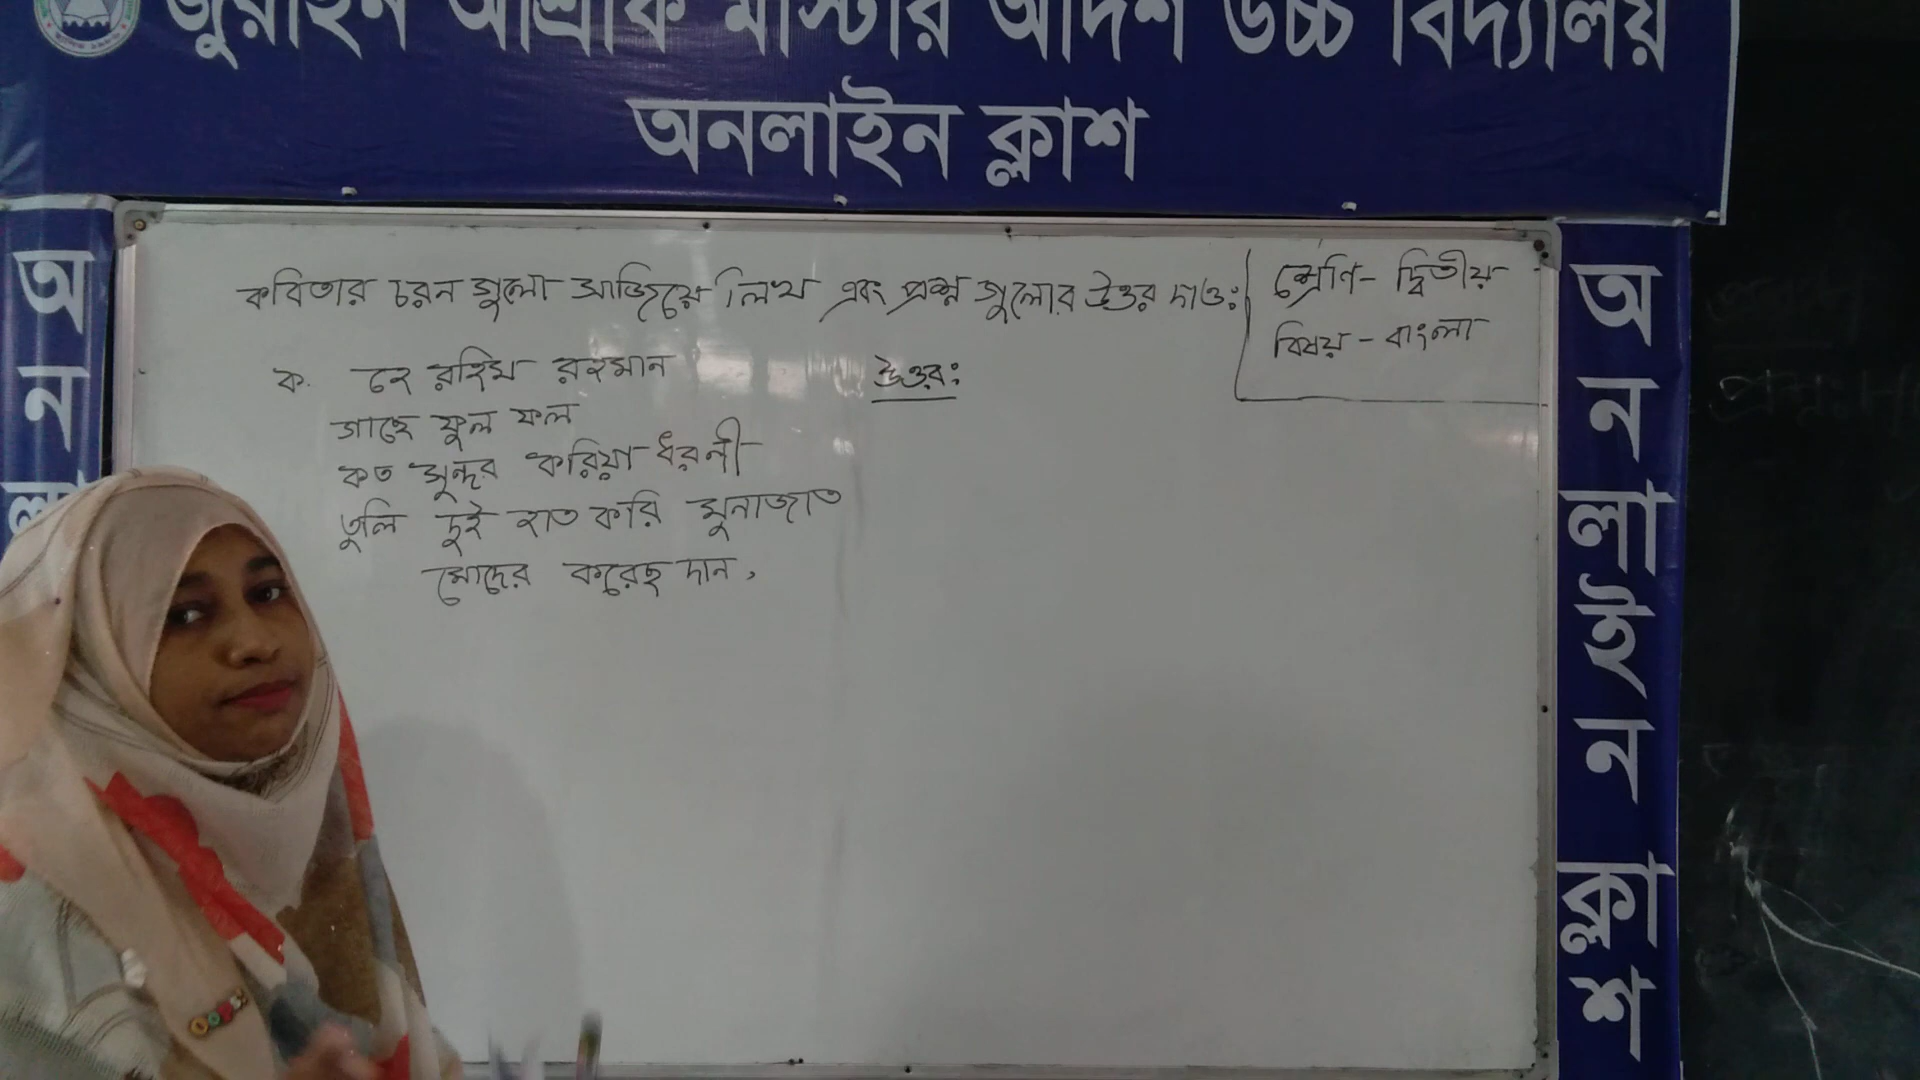 জুরাইন আশ্রাফ মাস্টার আদর্শ উচ্চ বিদ্যালয়
অনলাইন ক্লাশ
কবিতার চরন গুলো সাজিয়ে লিখ এবং প্রশ্ন গুলোর উত্তর দাও:
শ্রেণি- দ্বিতীয়
বিষয় - বাংলা
ক. হে রহিম রহমান
গাছে ফুল ফল
কত সুন্দর করিয়া ধরনী
তুলি দুই হাত করি মুনাজাত
মোদের করেছ দান,
উত্তর:
অনলা
অনলাইন ক্লাশ